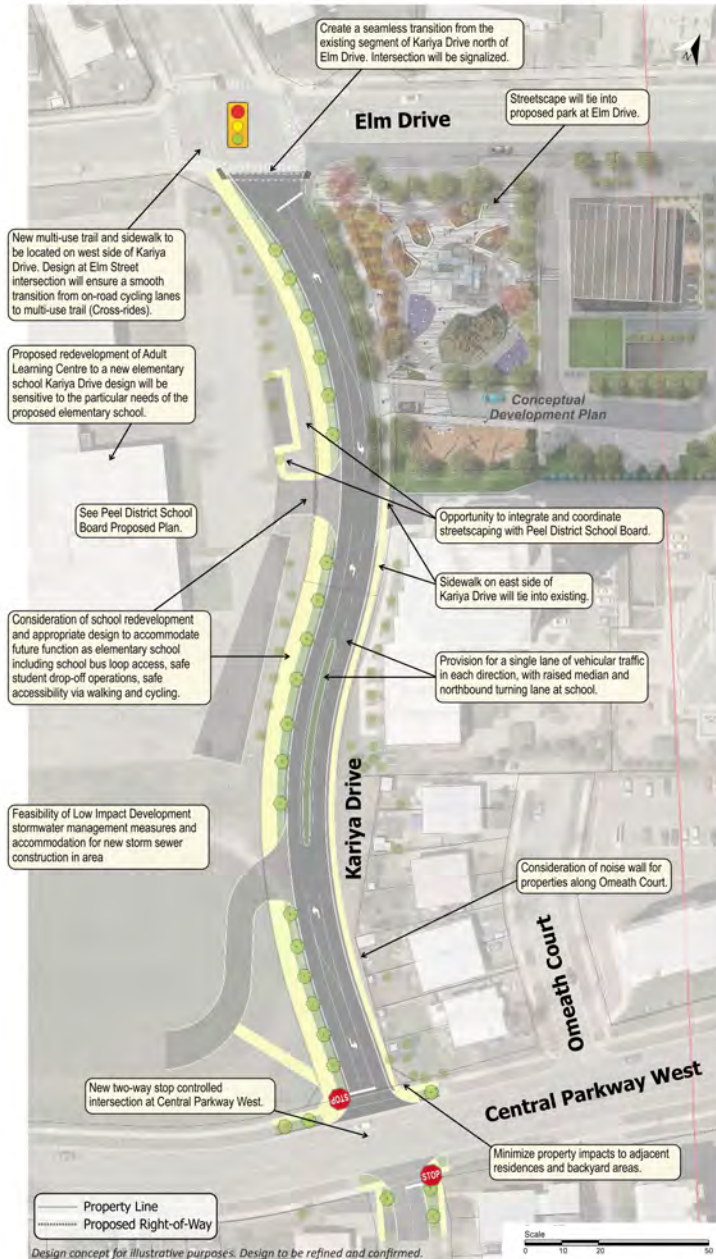 Create a seamless transition from the
existing segment of Kariya Drive north of
Elm Drive. Intersection will be signalized.
N
Elm Drive
Streetscape will tie into
proposed park at Elm Drive.
New multi-use trail and sidewalk to
be located on west side of Kariya
Drive. Design at Elm Street
intersection will ensure a smooth
transition from on-road cycling lanes
to multi-use trail (Cross-rides).
Proposed redevelopment of Adult
Learning Centre to a new elementary
school Kariya Drive design will be
sensitive to the particular needs of the
proposed elementary school.
Conceptual
Development Plan
See Peel District School
Board Proposed Plan.
Opportunity to integrate and coordinate
streetscaping with Peel District School Board.
Sidewalk on east side of
Kariya Drive will tie into existing.
Consideration of school redevelopment
and appropriate design to accommodate
future function as elementary school
including school bus loop access, safe
student drop-off operations, safe
accessibility via walking and cycling.
Provision for a single lane of vehicular traffic
in each direction, with raised median and
northbound turning lane at school.
Kariya Drive
Feasibility of Low Impact Development
stormwater management measures and
accommodation for new storm sewer
construction in area
Consideration of noise wall for
properties along Omeath Court.
Omeath Court
New two-way stop controlled
intersection at Central Parkway West.
STOP
Central Parkway West
Minimize property impacts to adjacent
residences and backyard areas.
STOP
Property Line
Proposed Right-of-Way
Scale
0 10 20 50
Design concept for illustrative purposes. Design to be refined and confirmed.